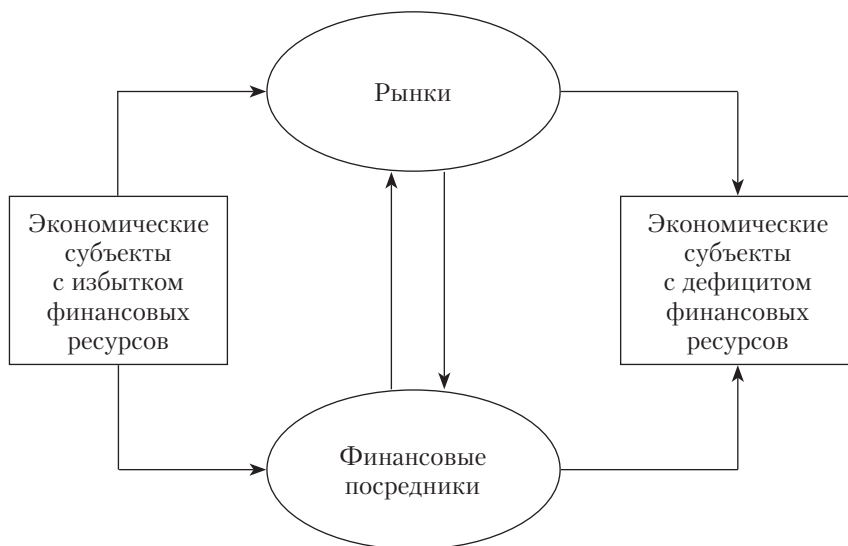 Рынки
Экономические
субъекты
с избытком
финансовых
ресурсов
Экономические
субъекты
с дефицитом
финансовых
ресурсов
Финансовые
посредники